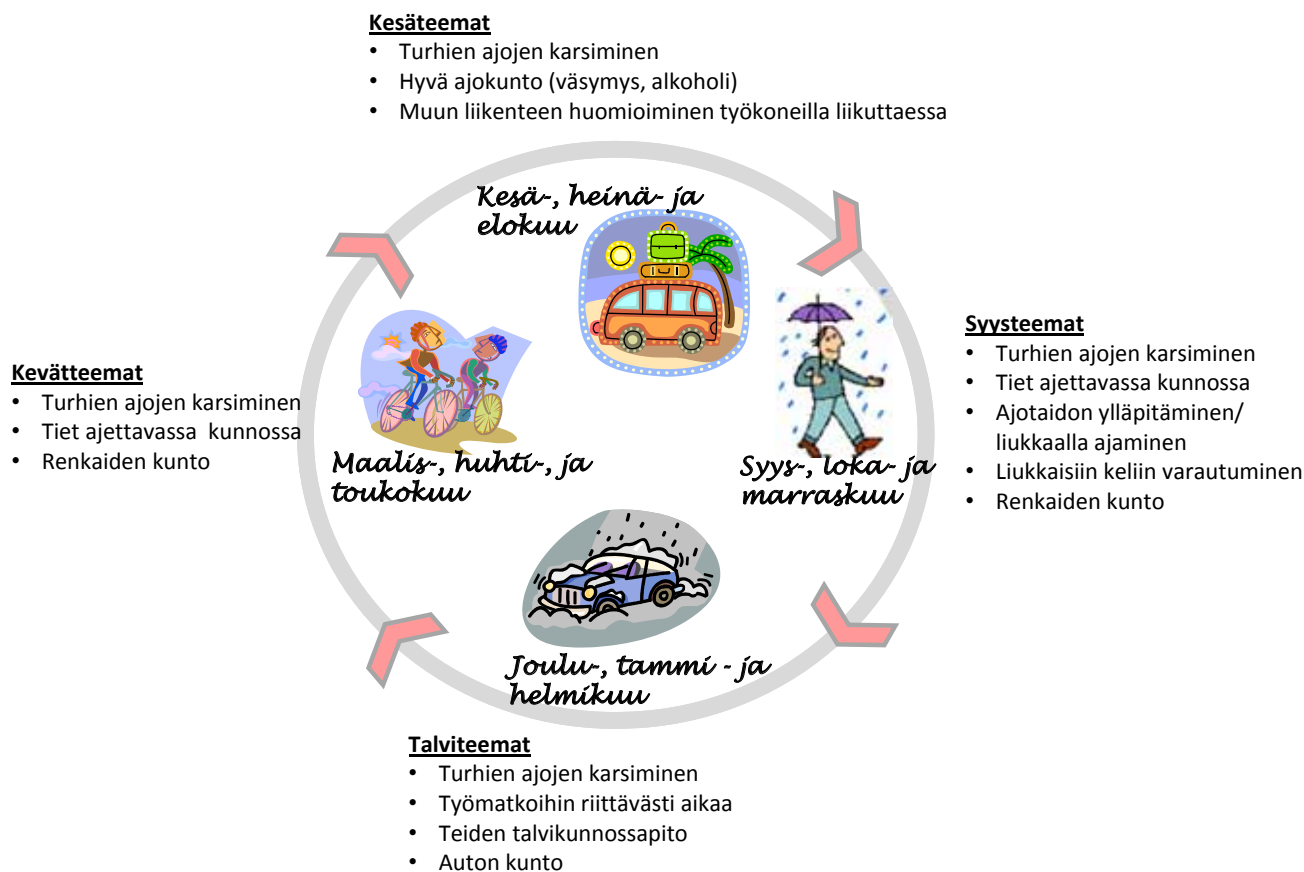 Kesäteemat
• Turhien ajojen karsiminen
• Hyvä ajokunto (väsymys, alkoholi)
• Muun liikenteen huomioiminen työkoneilla liikuttaessa
Kesä-, heinä- ja
elokuu
Syysteemat
• Turhien ajojen karsiminen
• Tiet ajettavassa kunnossa
• Ajotaidon ylläpitäminen/
liukkaalla ajaminen
• Liukkaisiin keliin varautuminen
• Renkaiden kunto
Syys-, loka- ja
marraskuu
Kevätteemat
• Turhien ajojen karsiminen
• Tiet ajettavassa kunnossa
• Renkaiden kunto
Maalis-, huhti-, ja
toukokuu
Joulu-, tammi - ja
helmikuu
Talviteemat
• Turhien ajojen karsiminen
• Työmatkoihin riittävästi aikaa
• Teiden talvikunnossapito
• Auton kunto